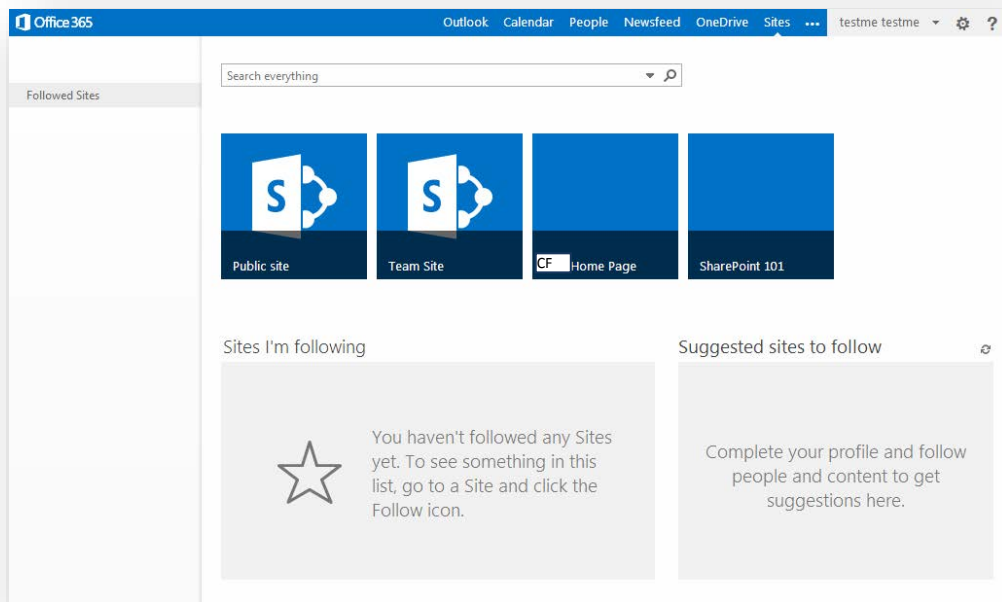 Office 365
Outlook Calendar People Newsfeed OneDrive Sites ••• testme testme ?
Search everything
Followed Sites
S S
Public site Team Site CF Home Page SharePoint 101
Sites I'm following
You haven't followed any Sites
yet. To see something in this
list, go to a Site and click the
Follow icon.
Suggested sites to follow
Complete your profile and follow
people and content to get
suggestions here.